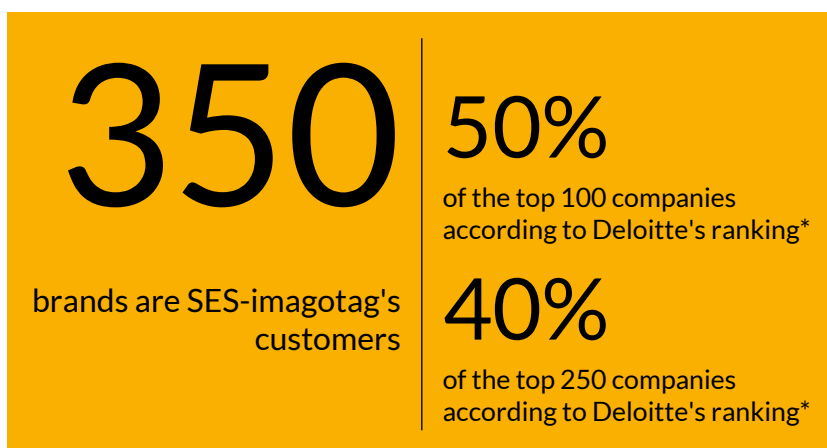 350
brands are SES-imagotag's
customers
50%
of the top 100 companies
according to Deloitte's ranking*
40%
of the top 250 companies
according to Deloitte's ranking*